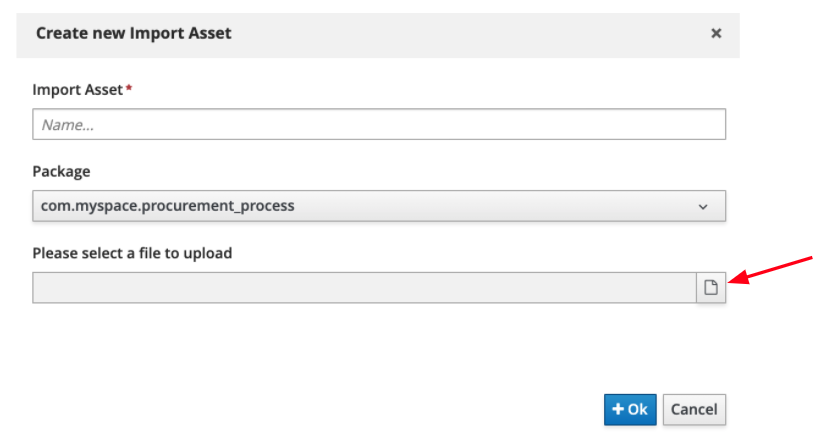 Create new Import Asset ×
Import Asset*
Name...
Package
com.myspace.procurement_process
Please select a file to upload
+ Ok Cancel